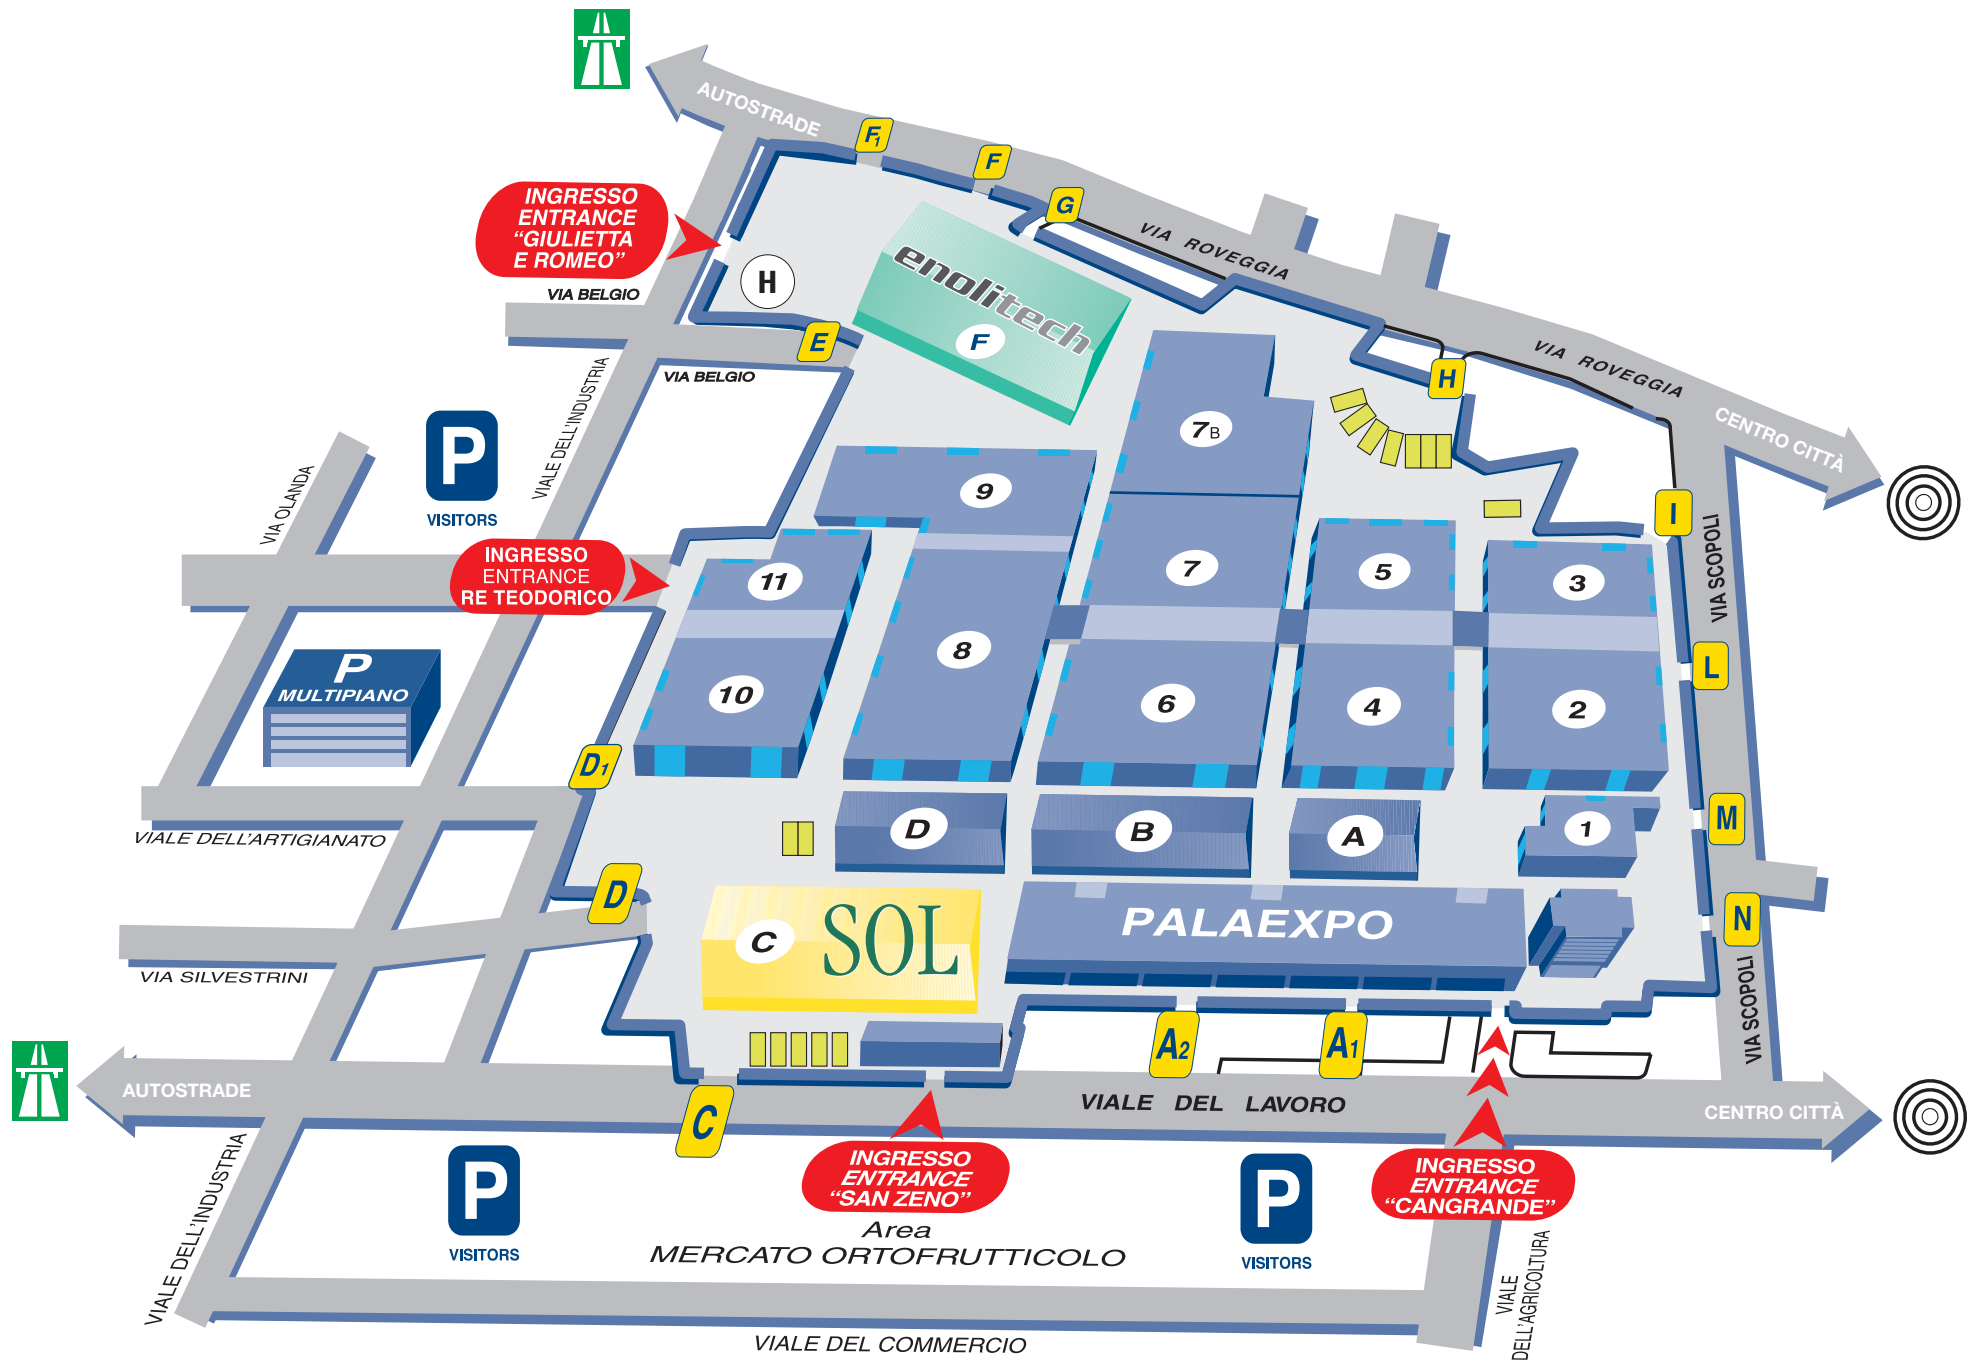 AUTOSTRADE
F1
F
G
INGRESSO
ENTRANCE
“GIULIETTA
E ROMEO”
VIA BELGIO
H
enolitech
F
VIA ROVEGGIA
E
VIA BELGIO
VIA ROVEGGIA
H
CENTRO CITTÀ
VIALE DELL'INDUSTRIA
P
VISITORS
VIA OLANDA
7B
9
I
INGRESSO
ENTRANCE
RE TEODORICO
11
7
5
3
VIA SCOPOLI
P
MULTIPIANO
10
8
6
4
2
L
D1
D
B
A
1
M
VIALE DELL'ARTIGIANATO
D
C
SOL
PALAEXPO
N
VIA SILVESTRINI
VIA SCOPOLI
A2
A1
AUTOSTRADE
C
VIALE DEL LAVORO
CENTRO CITTÀ
VIALE DELL'INDUSTRIA
P
VISITORS
INGRESSO
ENTRANCE
“SAN ZENO”
Area
MERCATO ORTOFRUTTICOLO
P
VISITORS
INGRESSO
ENTRANCE
“CANGRANDE”
VIALE
DELL'AGRICOLTURA
VIALE DEL COMMERCIO